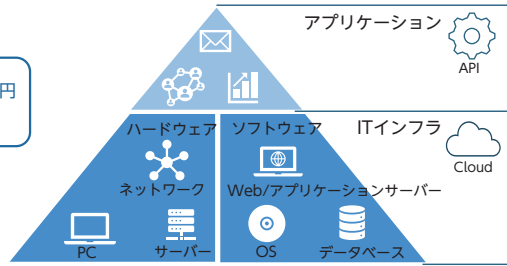 アプリケーション
API
円
ハードウェア
ソフトウェア
ITインフラ
Cloud
ネットワーク
Web/アプリケーションサーバー
PC
サーバー
OS
データベース